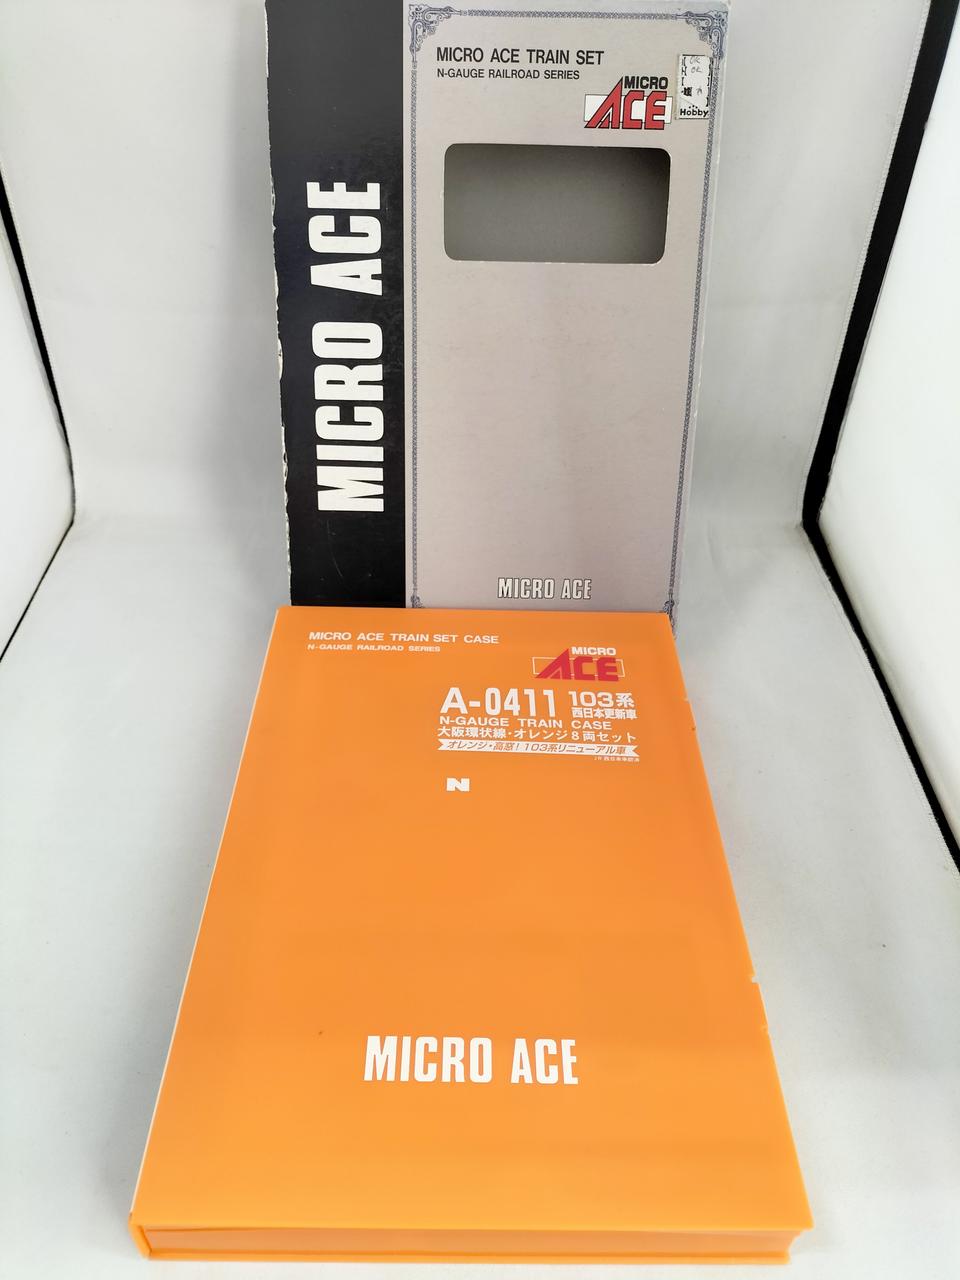 MICRO ACE TRAIN SET
N-GAUGE RAILROAD SERIES
MICRO
ACE
Hobby
MICRO ACE
MICRO ACE
MICRO ACE TRAIN SET CASE
N-GAUGE RAILROAD SERIES
MICRO
ACE
A-0411 103系
西日本更新車
N-GAUGE TRAIN CASE
大阪環状線・オレンジ8両セット
オレンジ・高窓!103系リニューアル車
N
MICRO ACE